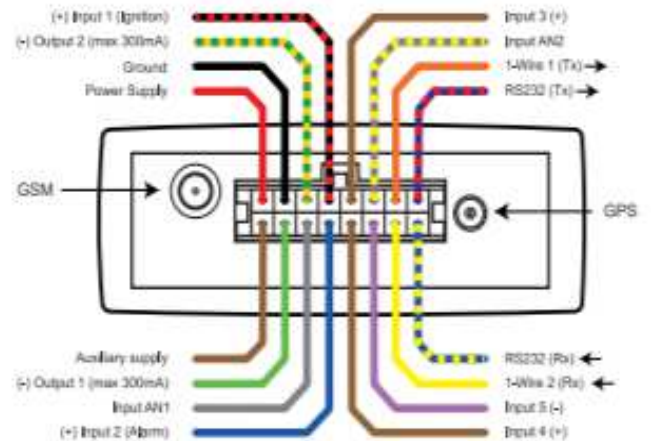 (+) Input 1 (Ignition)
(-) Output 2 (max 300mA)
Ground
Power Supply
Input 3 (+)
Input AN2
1-Wire 1 (Tx)
RS232 (Tx)
GSM
GPS
Auxiliary supply
(-) Output 1 (max 300mA)
Input AN1
(+) Input 2 (Alarm)
RS232 (Rx)
1-Wire 2 (Rx)
Input 5 (-)
Input 4 (+)